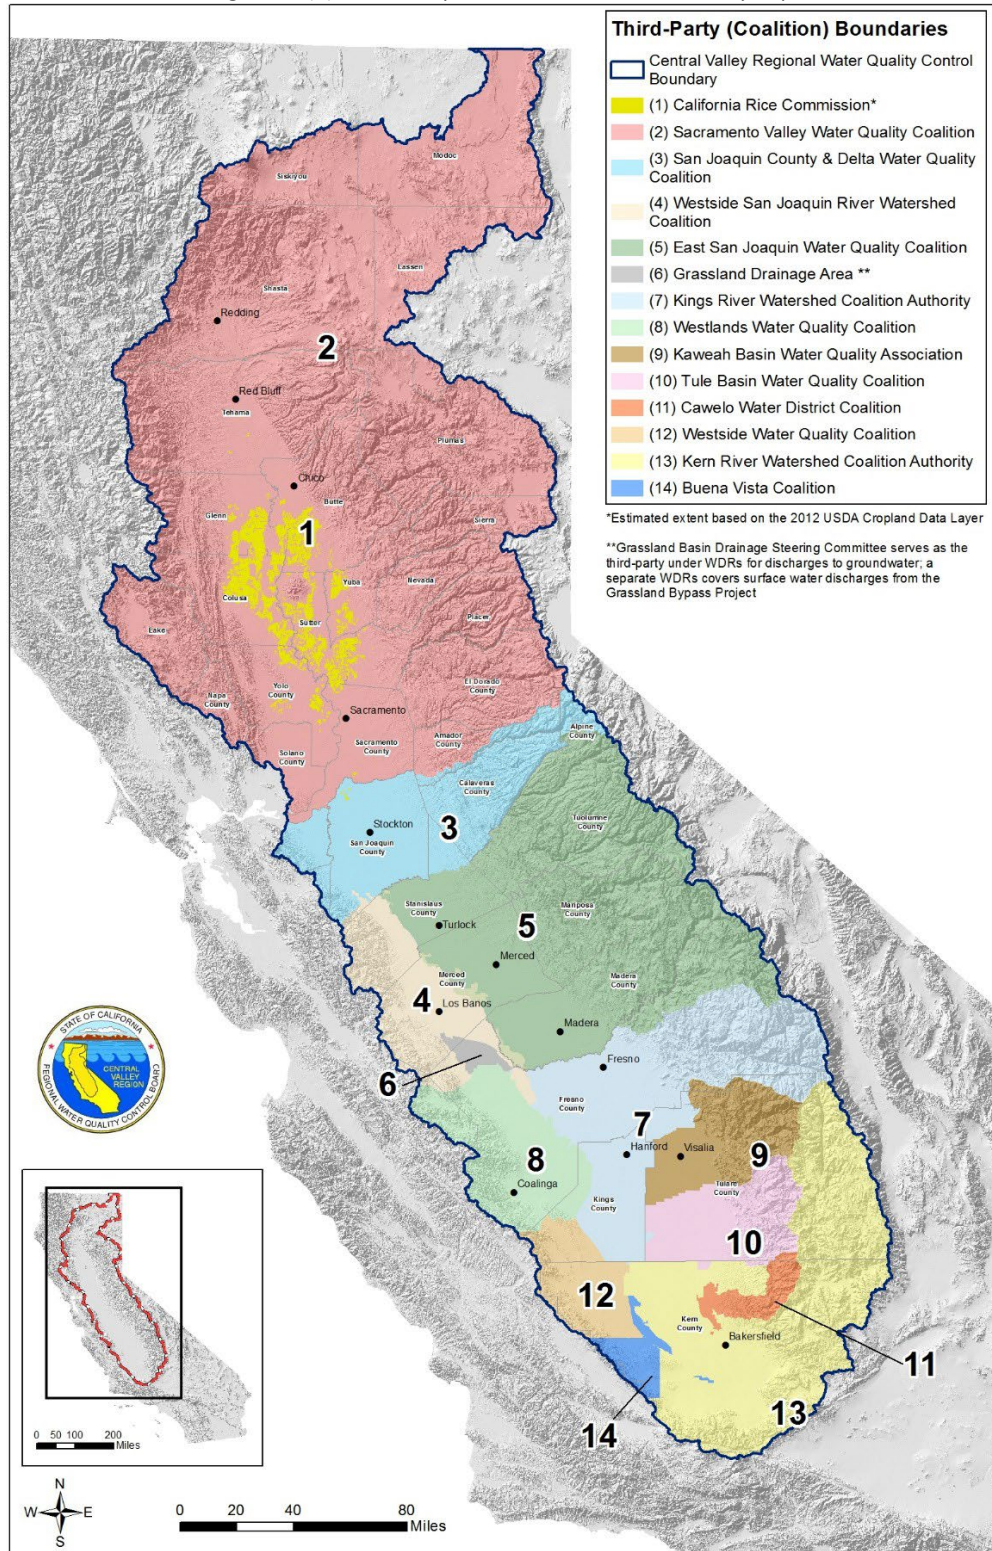 Third-Party (Coalition) Boundaries
Central Valley Regional Water Quality Control
Boundary
(1) California Rice Commission*
(2) Sacramento Valley Water Quality Coalition
(3) San Joaquin County & Delta Water Quality
Coalition
(4) Westside San Joaquin River Watershed
Coalition
(5) East San Joaquin Water Quality Coalition
(6) Grassland Drainage Area **
(7) Kings River Watershed Coalition Authority
(8) Westlands Water Quality Coalition
(9) Kaweah Basin Water Quality Association
(10) Tule Basin Water Quality Coalition
(11) Cawelo Water District Coalition
(12) Westside Water Quality Coalition
(13) Kern River Watershed Coalition Authority
(14) Buena Vista Coalition
*Estimated extent based on the 2012 USDA Cropland Data Layer
**Grassland Basin Drainage Steering Committee serves as the
third-party under WDRs for discharges to groundwater; a
separate WDRs covers surface water discharges from the
Grassland Bypass Project
Modoc
Siskiyou
Lassen
Shasta
Redding
2
Red Bluff
Tehama
Plumas
Chico
Butte
Glenn
Sierra
1
Yuba
Nevada
Colusa
Sutter
Placer
Lake
El Dorado
County
Yolo
County
Napa
County
Sacramento
Alpine
County
Amador
County
Sacramento
County
Solano
County
Calaveras
County
Tuolumne
County
Stockton
3
San Joaquin
County
Stanislaus
County
Mariposa
County
Turlock
5
Merced
Merced
County
Madera
County
4
Los Banos
Madera
Fresno
6
Fresno
County
7
Hanford
Visalia
9
8
Coalinga
Tulare
County
Kings
County
10
12
Kern
County
Bakersfield
11
13
14
STATE OF CALIFORNIA
CENTRAL
VALLEY
REGION
REGIONAL WATER QUALITY CONTROL BOARD
0 50 100 200
Miles
N
W E
S
0 20 40 80
Miles